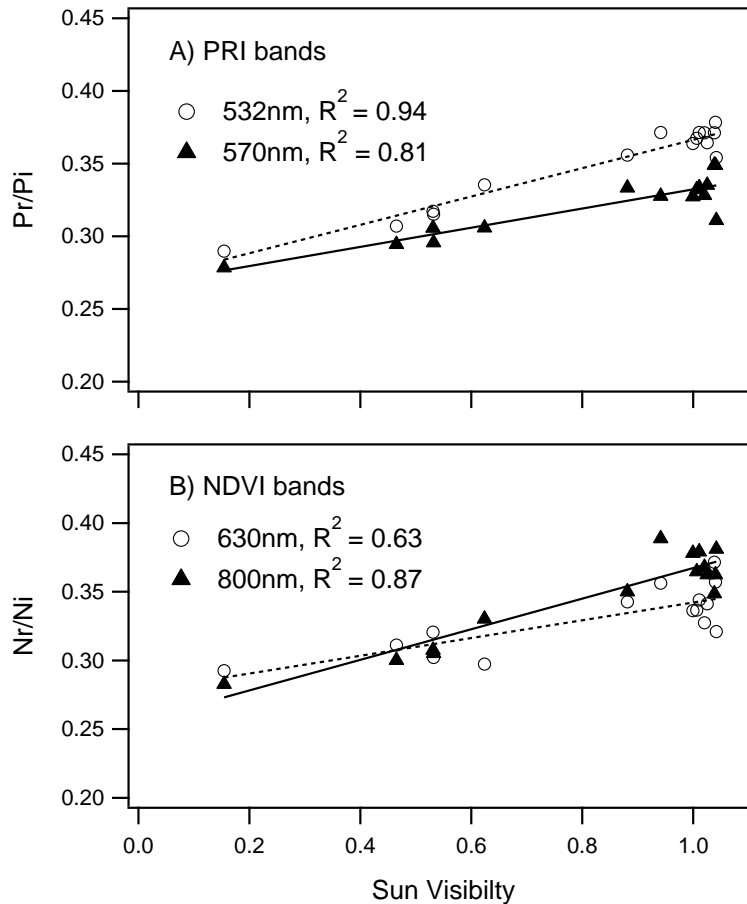 0.45
A) PRI bands
0.40
532nm, R² = 0.94
570nm, R² = 0.81
0.35
Pr/Pi
0.30
0.25
0.20
0.45
B) NDVI bands
0.40
630nm, R² = 0.63
800nm, R² = 0.87
0.35
Nr/Ni
0.30
0.25
0.20
0.0 0.2 0.4 0.6 0.8 1.0
Sun Visibilty